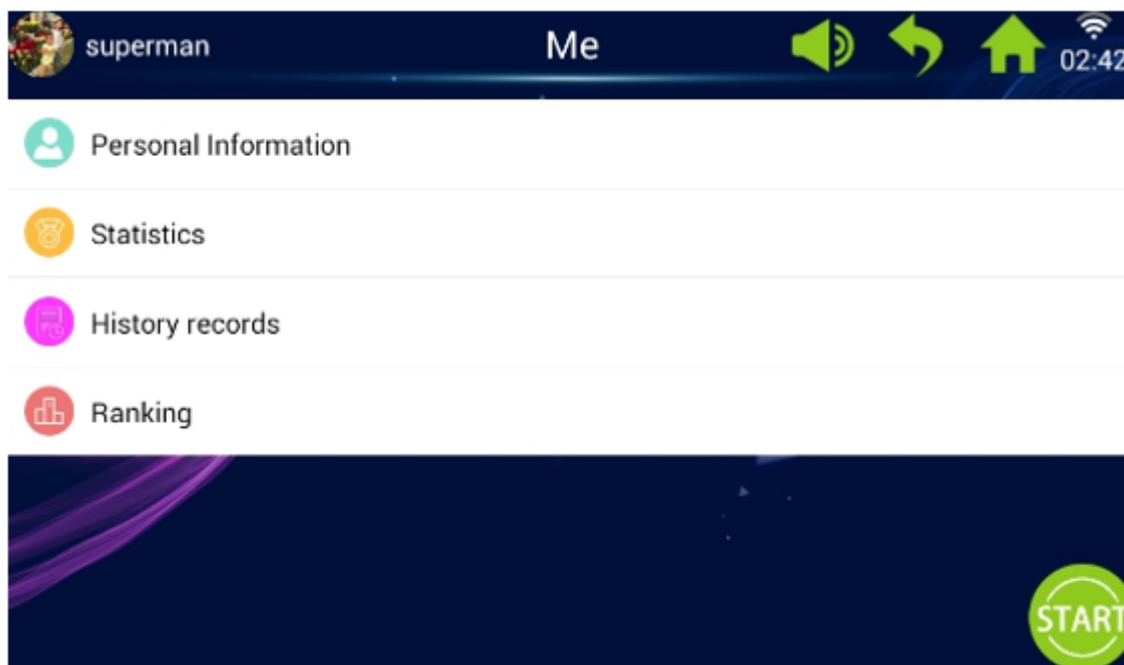 superman
Me
02:42
Personal Information
Statistics
History records
Ranking
START